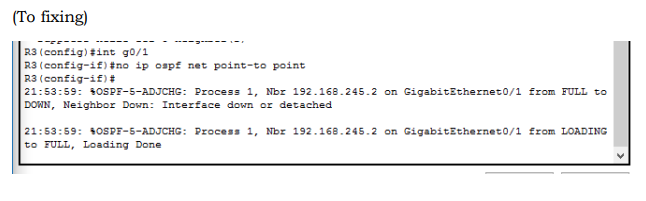 (To fixing)
R3(config)#int g0/1
R3(config-if)#no ip ospf net point-to point
R3(config-if)#
21:53:59: %OSPF-5-ADJCHG: Process 1, Nbr 192.168.245.2 on GigabitEthernet0/1 from FULL to
DOWN, Neighbor Down: Interface down or detached
21:53:59: %OSPF-5-ADJCHG: Process 1, Nbr 192.168.245.2 on GigabitEthernet0/1 from LOADING
to FULL, Loading Done